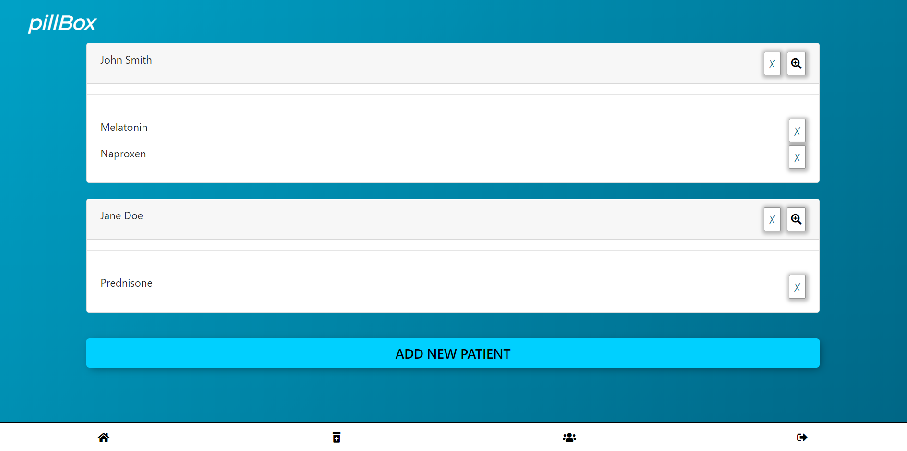 pillBox
John Smith
X
Melatonin
X
Naproxen
X
Jane Doe
X
Prednisone
X
ADD NEW PATIENT